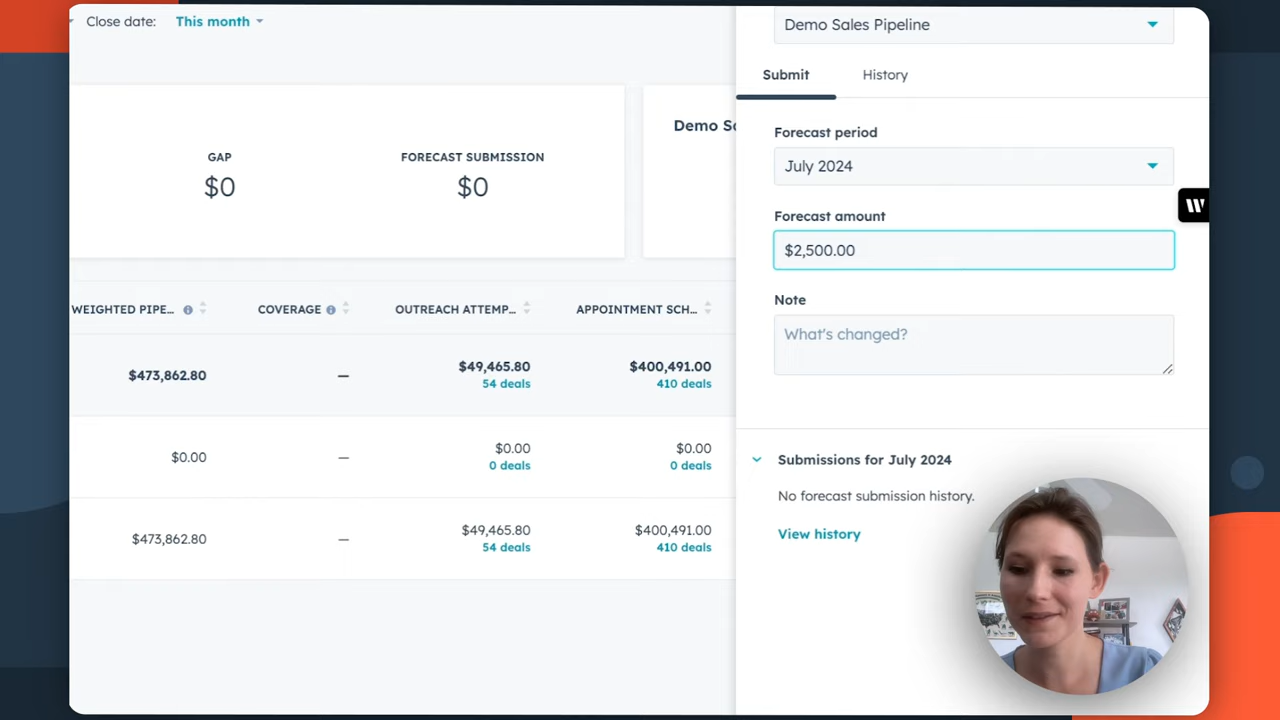 Close date: This month
GAP
$0
FORECAST SUBMISSION
$0
Demo S
WEIGHTED PIPE...
COVERAGE
OUTREACH ATTEMP...
APPOINTMENT SCH...
$473,862.80
—
$49,465.80
54 deals
$400,491.00
410 deals
$0.00
—
$0.00
0 deals
$0.00
0 deals
$473,862.80
—
$49,465.80
54 deals
$400,491.00
410 deals
Demo Sales Pipeline
Submit
History
Forecast period
July 2024
Forecast amount
$2,500.00
Note
What's changed?
Submissions for July 2024
No forecast submission history.
View history
W